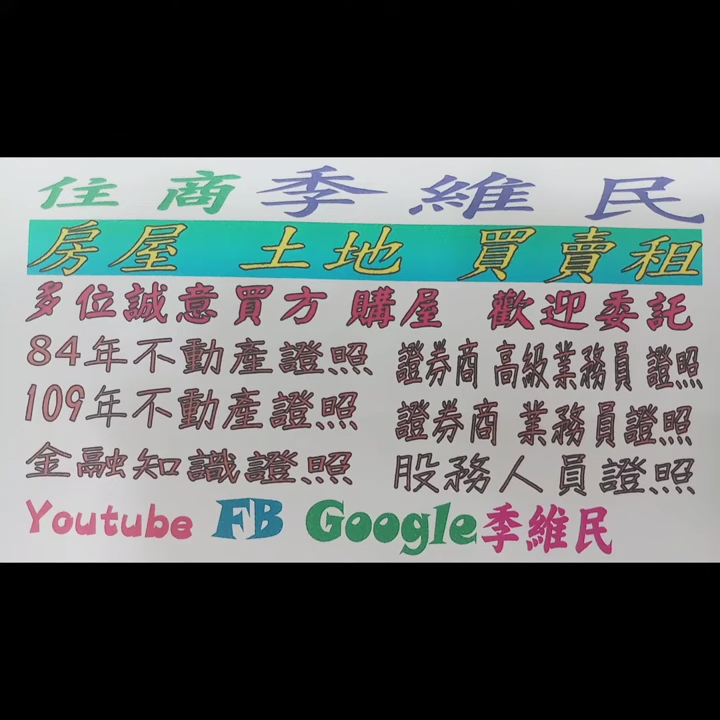 住商季維民
房屋 土地 買賣租
多位誠意買方 購屋 歡迎委託
84年不動產證照 證券商 高級業務員 證照
109年不動產證照 證券商 業務員證照
金融知識證照 股務人員證照
Youtube FB Google季維民